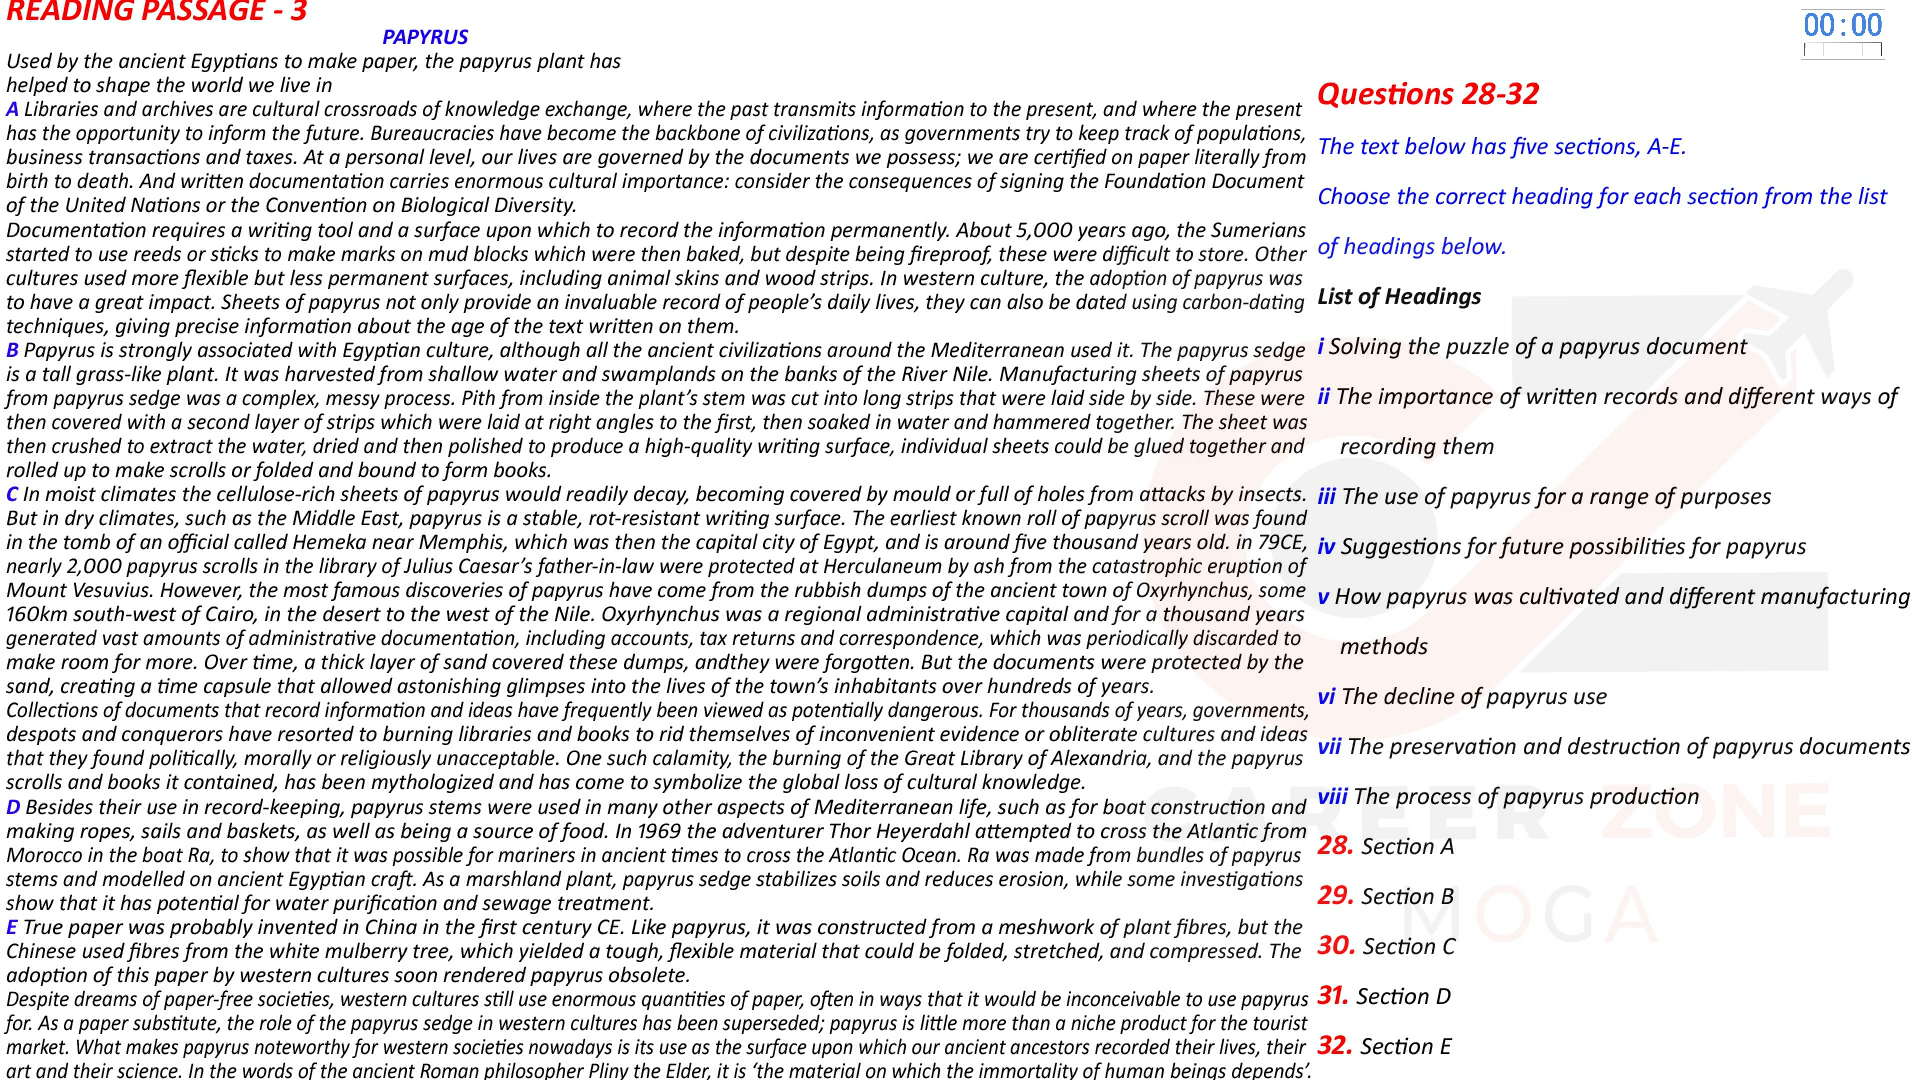 READING PASSAGE - 3
PAPYRUS
Used by the ancient Egyptians to make paper, the papyrus plant has
helped to shape the world we live in
A Libraries and archives are cultural crossroads of knowledge exchange, where the past transmits information to the present, and where the present
has the opportunity to inform the future. Bureaucracies have become the backbone of civilizations, as governments try to keep track of populations,
business transactions and taxes. At a personal level, our lives are governed by the documents we possess; we are certified on paper literally from
birth to death. And written documentation carries enormous cultural importance: consider the consequences of signing the Foundation Document
of the United Nations or the Convention on Biological Diversity.
Documentation requires a writing tool and a surface upon which to record the information permanently. About 5,000 years ago, the Sumerians
started to use reeds or sticks to make marks on mud blocks which were then baked, but despite being fireproof, these were difficult to store. Other
cultures used more flexible but less permanent surfaces, including animal skins and wood strips. In western culture, the adoption of papyrus was
to have a great impact. Sheets of papyrus not only provide an invaluable record of people's daily lives, they can also be dated using carbon-dating
techniques, giving precise information about the age of the text written on them.
B Papyrus is strongly associated with Egyptian culture, although all the ancient civilizations around the Mediterranean used it. The papyrus sedge
is a tall grass-like plant. It was harvested from shallow water and swamplands on the banks of the River Nile. Manufacturing sheets of papyrus
from papyrus sedge was a complex, messy process. Pith from inside the plant's stem was cut into long strips that were laid side by side. These were
then covered with a second layer of strips which were laid at right angles to the first, then soaked in water and hammered together. The sheet was
then crushed to extract the water, dried and then polished to produce a high-quality writing surface, individual sheets could be glued together and
rolled up to make scrolls or folded and bound to form books.
C In moist climates the cellulose-rich sheets of papyrus would readily decay, becoming covered by mould or full of holes from attacks by insects.
But in dry climates, such as the Middle East, papyrus is a stable, rot-resistant writing surface. The earliest known roll of papyrus scroll was found
in the tomb of an official called Hemeka near Memphis, which was then the capital city of Egypt, and is around five thousand years old. in 79CE,
nearly 2,000 papyrus scrolls in the library of Julius Caesar's father-in-law were protected at Herculaneum by ash from the catastrophic eruption of
Mount Vesuvius. However, the most famous discoveries of papyrus have come from the rubbish dumps of the ancient town of Oxyrhynchus, some
160km south-west of Cairo, in the desert to the west of the Nile. Oxyrhynchus was a regional administrative capital and for a thousand years
generated vast amounts of administrative documentation, including accounts, tax returns and correspondence, which was periodically discarded to
make room for more. Over time, a thick layer of sand covered these dumps, andthey were forgotten. But the documents were protected by the
sand, creating a time capsule that allowed astonishing glimpses into the lives of the town's inhabitants over hundreds of years.
Collections of documents that record information and ideas have frequently been viewed as potentially dangerous. For thousands of years, governments,
despots and conquerors have resorted to burning libraries and books to rid themselves of inconvenient evidence or obliterate cultures and ideas
that they found politically, morally or religiously unacceptable. One such calamity, the burning of the Great Library of Alexandria, and the papyrus
scrolls and books it contained, has been mythologized and has come to symbolize the global loss of cultural knowledge.
D Besides their use in record-keeping, papyrus stems were used in many other aspects of Mediterranean life, such as for boat construction and
making ropes, sails and baskets, as well as being a source of food. In 1969 the adventurer Thor Heyerdahl attempted to cross the Atlantic from
Morocco in the boat Ra, to show that it was possible for mariners in ancient times to cross the Atlantic Ocean. Ra was made from bundles of papyrus
stems and modelled on ancient Egyptian craft. As a marshland plant, papyrus sedge stabilizes soils and reduces erosion, while some investigations
show that it has potential for water purification and sewage treatment.
E True paper was probably invented in China in the first century CE. Like papyrus, it was constructed from a meshwork of plant fibres, but the
Chinese used fibres from the white mulberry tree, which yielded a tough, flexible material that could be folded, stretched, and compressed. The
adoption of this paper by western cultures soon rendered papyrus obsolete.
Despite dreams of paper-free societies, western cultures still use enormous quantities of paper, often in ways that it would be inconceivable to use papyrus
for. As a paper substitute, the role of the papyrus sedge in western cultures has been superseded; papyrus is little more than a niche product for the tourist
market. What makes papyrus noteworthy for western societies nowadays is its use as the surface upon which our ancient ancestors recorded their lives, their
art and their science. In the words of the ancient Roman philosopher Pliny the Elder, it is 'the material on which the immortality of human beings depends'.
00:00
Questions 28-32
The text below has five sections, A-E.
Choose the correct heading for each section from the list
of headings below.
List of Headings
i Solving the puzzle of a papyrus document
ii The importance of written records and different ways of
recording them
iii The use of papyrus for a range of purposes
iv Suggestions for future possibilities for papyrus
v How papyrus was cultivated and different manufacturing
methods
vi The decline of papyrus use
vii The preservation and destruction of papyrus documents
viii The process of papyrus production
28. Section A
29. Section B
30. Section C
31. Section D
32. Section E
CAREER ZONE
MOGA